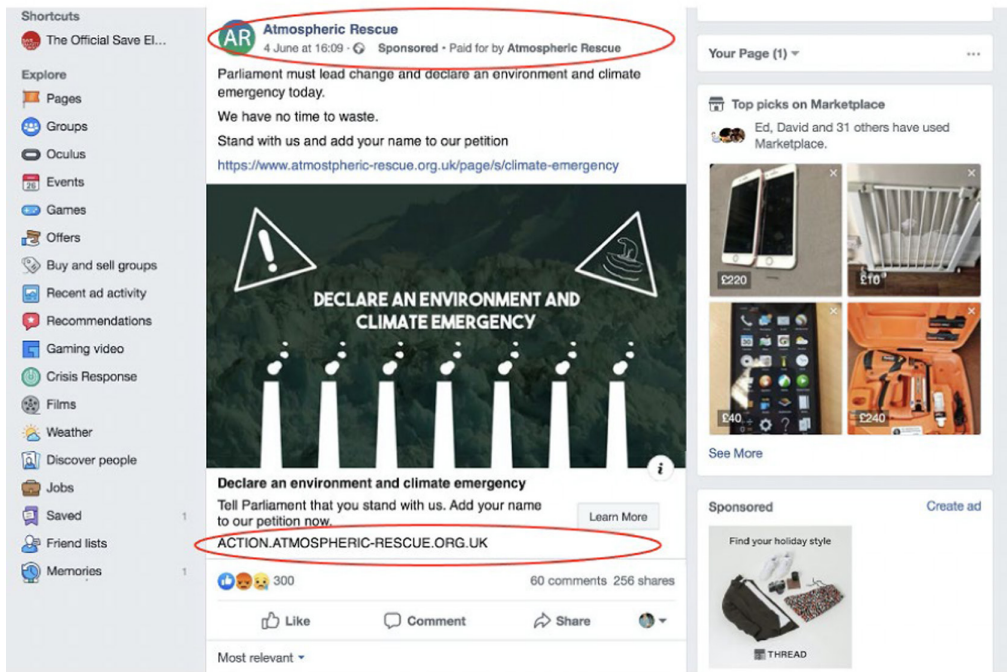 Shortcuts
The Official Save El...
Explore
Pages
Groups
Oculus
Events
Games
Offers
Buy and sell groups
Recent ad activity
Recommendations
Gaming video
Crisis Response
Films
Weather
Discover people
Jobs
Saved 1
Friend lists
Memories 1
AR
Atmospheric Rescue
4 June at 16:09 · Sponsored · Paid for by Atmospheric Rescue
Parliament must lead change and declare an environment and climate
emergency today.
We have no time to waste.
Stand with us and add your name to our petition
https://www.atmostpheric-rescue.org.uk/page/s/climate-emergency
DECLARE AN ENVIRONMENT AND
CLIMATE EMERGENCY
Declare an environment and climate emergency
Tell Parliament that you stand with us. Add your name
to our petition now.
Learn More
ACTION.ATMOSPHERIC-RESCUE.ORG.UK
300
60 comments 256 shares
Like
Comment
Share
Most relevant
Your Page (1)
Top picks on Marketplace
Ed, David and 31 others have used
Marketplace.
£220
£10
£40
£240
See More
Sponsored
Create ad
Find your holiday style
THREAD